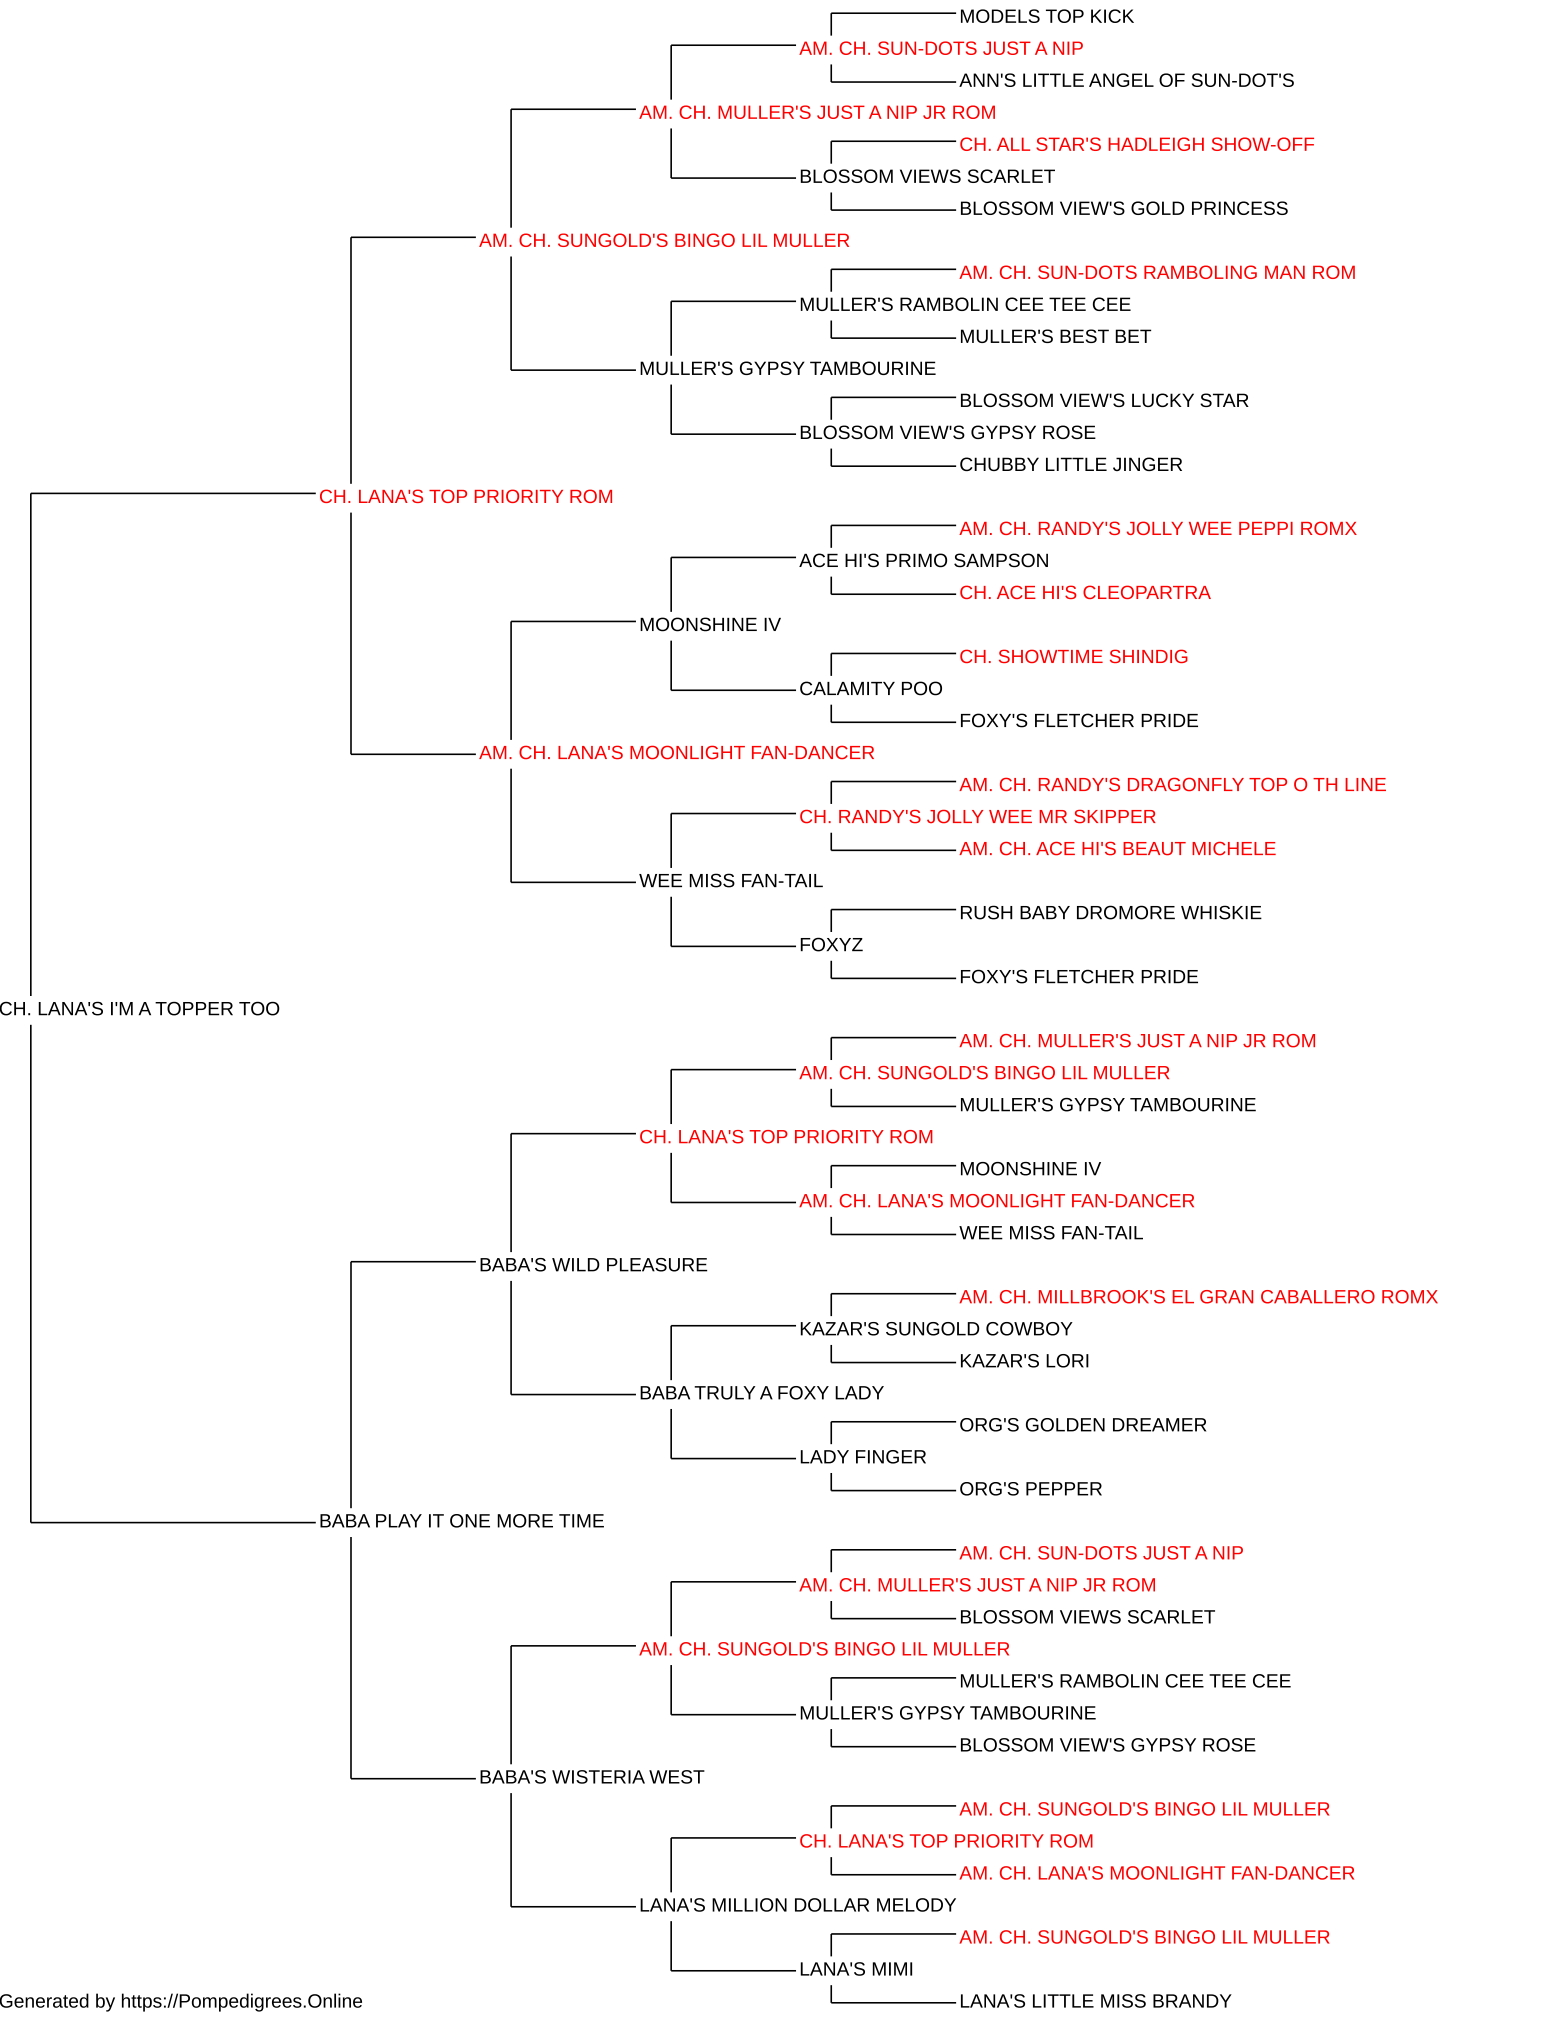 MODELS TOP KICK
AM. CH. SUN-DOTS JUST A NIP
ANN'S LITTLE ANGEL OF SUN-DOT'S
AM. CH. MULLER'S JUST A NIP JR ROM
CH. ALL STAR'S HADLEIGH SHOW-OFF
BLOSSOM VIEWS SCARLET
BLOSSOM VIEW'S GOLD PRINCESS
AM. CH. SUNGOLD'S BINGO LIL MULLER
AM. CH. SUN-DOTS RAMBOLING MAN ROM
MULLER'S RAMBOLIN CEE TEE CEE
MULLER'S BEST BET
MULLER'S GYPSY TAMBOURINE
BLOSSOM VIEW'S LUCKY STAR
BLOSSOM VIEW'S GYPSY ROSE
CHUBBY LITTLE JINGER
CH. LANA'S TOP PRIORITY ROM
AM. CH. RANDY'S JOLLY WEE PEPPI ROMX
ACE HI'S PRIMO SAMPSON
CH. ACE HI'S CLEOPARTRA
MOONSHINE IV
CH. SHOWTIME SHINDIG
CALAMITY POO
FOXY'S FLETCHER PRIDE
AM. CH. LANA'S MOONLIGHT FAN-DANCER
AM. CH. RANDY'S DRAGONFLY TOP O TH LINE
CH. RANDY'S JOLLY WEE MR SKIPPER
AM. CH. ACE HI'S BEAUT MICHELE
WEE MISS FAN-TAIL
RUSH BABY DROMORE WHISKIE
FOXYZ
FOXY'S FLETCHER PRIDE
CH. LANA'S I'M A TOPPER TOO
AM. CH. MULLER'S JUST A NIP JR ROM
AM. CH. SUNGOLD'S BINGO LIL MULLER
MULLER'S GYPSY TAMBOURINE
CH. LANA'S TOP PRIORITY ROM
MOONSHINE IV
AM. CH. LANA'S MOONLIGHT FAN-DANCER
WEE MISS FAN-TAIL
BABA'S WILD PLEASURE
AM. CH. MILLBROOK'S EL GRAN CABALLERO ROMX
KAZAR'S SUNGOLD COWBOY
KAZAR'S LORI
BABA TRULY A FOXY LADY
ORG'S GOLDEN DREAMER
LADY FINGER
ORG'S PEPPER
BABA PLAY IT ONE MORE TIME
AM. CH. SUN-DOTS JUST A NIP
AM. CH. MULLER'S JUST A NIP JR ROM
BLOSSOM VIEWS SCARLET
AM. CH. SUNGOLD'S BINGO LIL MULLER
MULLER'S RAMBOLIN CEE TEE CEE
MULLER'S GYPSY TAMBOURINE
BLOSSOM VIEW'S GYPSY ROSE
BABA'S WISTERIA WEST
AM. CH. SUNGOLD'S BINGO LIL MULLER
CH. LANA'S TOP PRIORITY ROM
AM. CH. LANA'S MOONLIGHT FAN-DANCER
LANA'S MILLION DOLLAR MELODY
AM. CH. SUNGOLD'S BINGO LIL MULLER
LANA'S MIMI
LANA'S LITTLE MISS BRANDY
Generated by https://Pompedigrees.Online